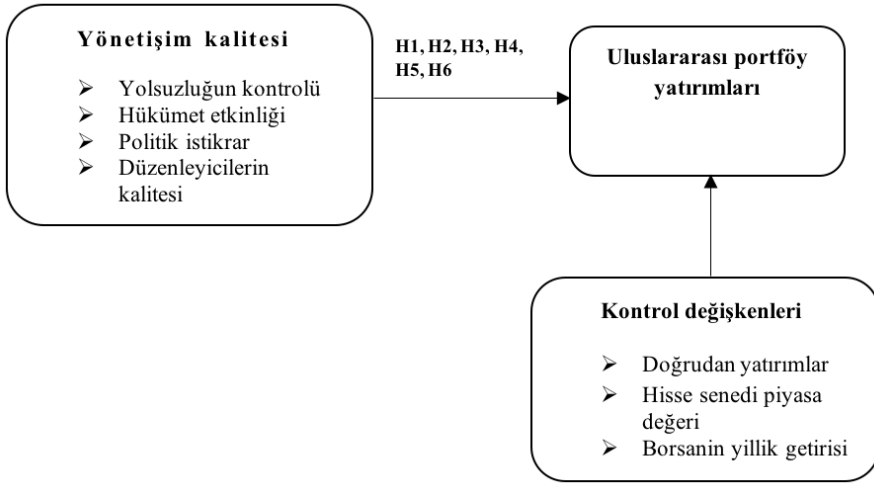 Yönetişim kalitesi
➢ Yolsuzluğun kontrolü
➢ Hükümet etkinliği
➢ Politik istikrar
➢ Düzenleyicilerin
kalitesi
H1, H2, H3, H4,
H5, H6
Uluslararası portföy
yatırımları
Kontrol değişkenleri
➢ Doğrudan yatırımlar
➢ Hisse senedi piyasa
değeri
➢ Borsanin yillik getirisi